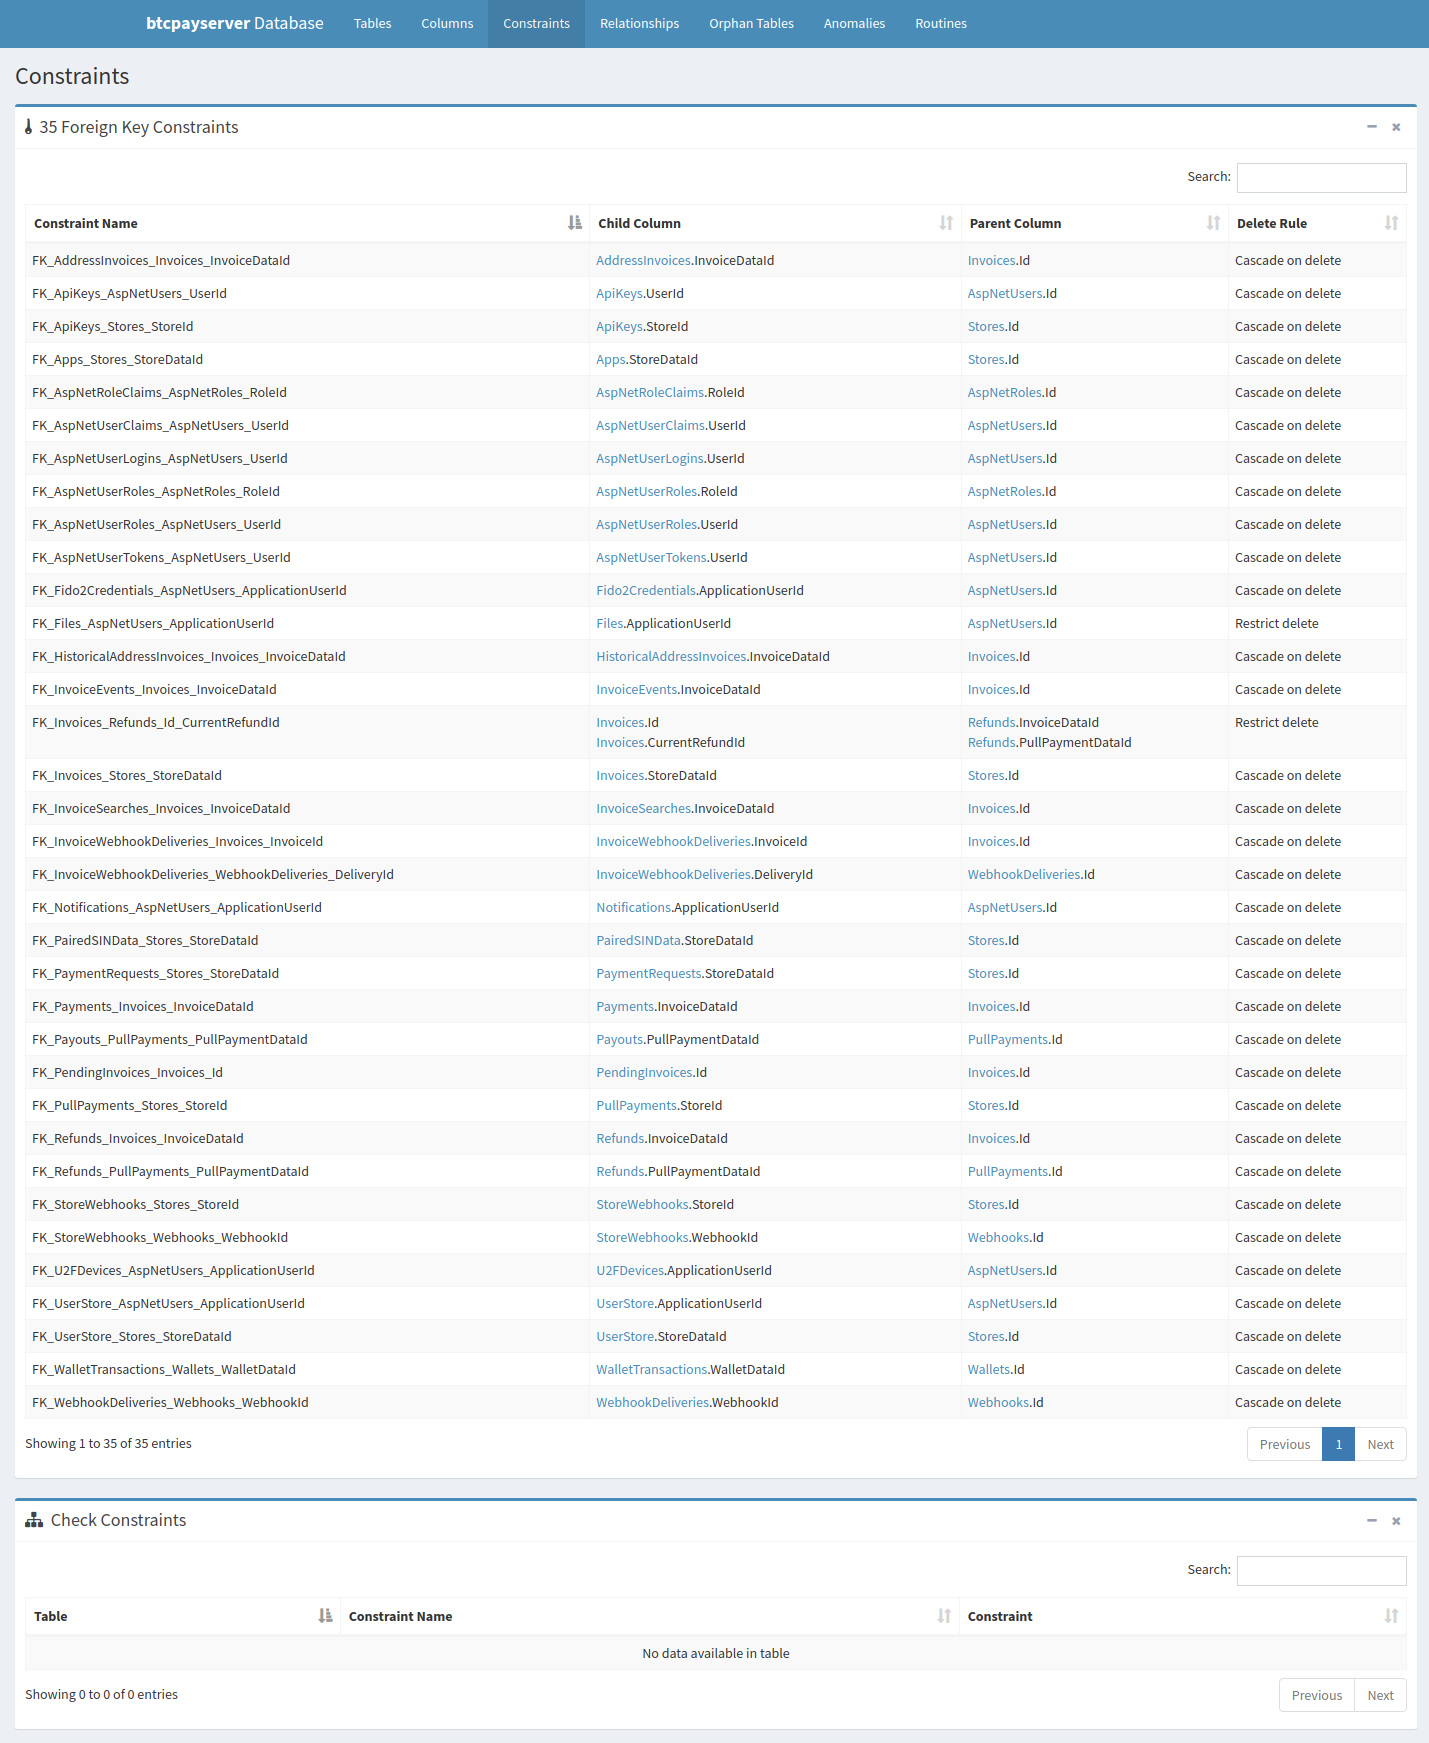 btcpayserver Database Tables Columns Constraints Relationships Orphan Tables Anomalies Routines
Constraints
35 Foreign Key Constraints
Search:
Constraint Name Child Column Parent Column Delete Rule
FK_AddressInvoices_Invoices_InvoiceDataId AddressInvoices.InvoiceDataId Invoices.Id Cascade on delete
FK_ApiKeys_AspNetUsers_UserId ApiKeys.UserId AspNetUsers.Id Cascade on delete
FK_ApiKeys_Stores_StoreId ApiKeys.StoreId Stores.Id Cascade on delete
FK_Apps_Stores_StoreDataId Apps.StoreDataId Stores.Id Cascade on delete
FK_AspNetRoleClaims_AspNetRoles_RoleId AspNetRoleClaims.RoleId AspNetRoles.Id Cascade on delete
FK_AspNetUserClaims_AspNetUsers_UserId AspNetUserClaims.UserId AspNetUsers.Id Cascade on delete
FK_AspNetUserLogins_AspNetUsers_UserId AspNetUserLogins.UserId AspNetUsers.Id Cascade on delete
FK_AspNetUserRoles_AspNetRoles_RoleId AspNetUserRoles.RoleId AspNetRoles.Id Cascade on delete
FK_AspNetUserRoles_AspNetUsers_UserId AspNetUserRoles.UserId AspNetUsers.Id Cascade on delete
FK_AspNetUserTokens_AspNetUsers_UserId AspNetUserTokens.UserId AspNetUsers.Id Cascade on delete
FK_Fido2Credentials_AspNetUsers_ApplicationUserId Fido2Credentials.ApplicationUserId AspNetUsers.Id Cascade on delete
FK_Files_AspNetUsers_ApplicationUserId Files.ApplicationUserId AspNetUsers.Id Restrict delete
FK_HistoricalAddressInvoices_Invoices_InvoiceDataId HistoricalAddressInvoices.InvoiceDataId Invoices.Id Cascade on delete
FK_InvoiceEvents_Invoices_InvoiceDataId InvoiceEvents.InvoiceDataId Invoices.Id Cascade on delete
FK_Invoices_Refunds_Id_CurrentRefundId Invoices.Id Refunds.InvoiceDataId Restrict delete
Invoices.CurrentRefundId Refunds.PullPaymentDataId
FK_Invoices_Stores_StoreDataId Invoices.StoreDataId Stores.Id Cascade on delete
FK_InvoiceSearches_Invoices_InvoiceDataId InvoiceSearches.InvoiceDataId Invoices.Id Cascade on delete
FK_InvoiceWebhookDeliveries_Invoices_InvoiceId InvoiceWebhookDeliveries.InvoiceId Invoices.Id Cascade on delete
FK_InvoiceWebhookDeliveries_WebhookDeliveries_DeliveryId InvoiceWebhookDeliveries.DeliveryId WebhookDeliveries.Id Cascade on delete
FK_Notifications_AspNetUsers_ApplicationUserId Notifications.ApplicationUserId AspNetUsers.Id Cascade on delete
FK_PairedSINData_Stores_StoreDataId PairedSINData.StoreDataId Stores.Id Cascade on delete
FK_PaymentRequests_Stores_StoreDataId PaymentRequests.StoreDataId Stores.Id Cascade on delete
FK_Payments_Invoices_InvoiceDataId Payments.InvoiceDataId Invoices.Id Cascade on delete
FK_Payouts_PullPayments_PullPaymentDataId Payouts.PullPaymentDataId PullPayments.Id Cascade on delete
FK_PendingInvoices_Invoices_Id PendingInvoices.Id Invoices.Id Cascade on delete
FK_PullPayments_Stores_StoreId PullPayments.StoreId Stores.Id Cascade on delete
FK_Refunds_Invoices_InvoiceDataId Refunds.InvoiceDataId Invoices.Id Cascade on delete
FK_Refunds_PullPayments_PullPaymentDataId Refunds.PullPaymentDataId PullPayments.Id Cascade on delete
FK_StoreWebhooks_Stores_StoreId StoreWebhooks.StoreId Stores.Id Cascade on delete
FK_StoreWebhooks_Webhooks_WebhookId StoreWebhooks.WebhookId Webhooks.Id Cascade on delete
FK_U2FDevices_AspNetUsers_ApplicationUserId U2FDevices.ApplicationUserId AspNetUsers.Id Cascade on delete
FK_UserStore_AspNetUsers_ApplicationUserId UserStore.ApplicationUserId AspNetUsers.Id Cascade on delete
FK_UserStore_Stores_StoreDataId UserStore.StoreDataId Stores.Id Cascade on delete
FK_WalletTransactions_Wallets_WalletDataId WalletTransactions.WalletDataId Wallets.Id Cascade on delete
FK_WebhookDeliveries_Webhooks_WebhookId WebhookDeliveries.WebhookId Webhooks.Id Cascade on delete
Showing 1 to 35 of 35 entries Previous 1 Next
Check Constraints
Search:
Table Constraint Name Constraint
No data available in table
Showing 0 to 0 of 0 entries Previous Next